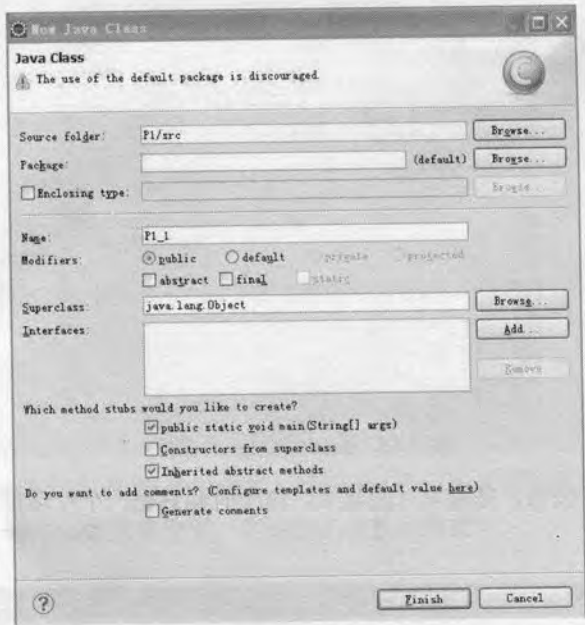 New Java Class
Java Class
The use of the default package is discouraged.
Source folder: P1/src Browse...
Package: (default) Browse...
Enclosing type: Browse...
Name: P1_1
Modifiers: public default private protected
abstract final static
Superclass: java.lang.Object Browse...
Interfaces: Add...
Remove
Which method stubs would you like to create?
public static void main(String[] args)
Constructors from superclass
Inherited abstract methods
Do you want to add comments? (Configure templates and default value here)
Generate comments
? Finish Cancel